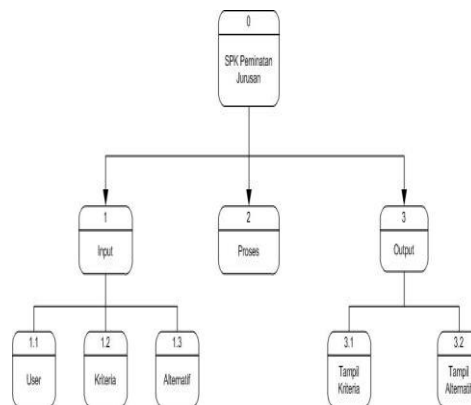 0
SPK Peminatan
Jurusan
1
Input
2
Proses
3
Output
1.1
User
1.2
Kriteria
1.3
Alternatif
3.1
Tampil
Kriteria
3.2
Tampil
Alternatif